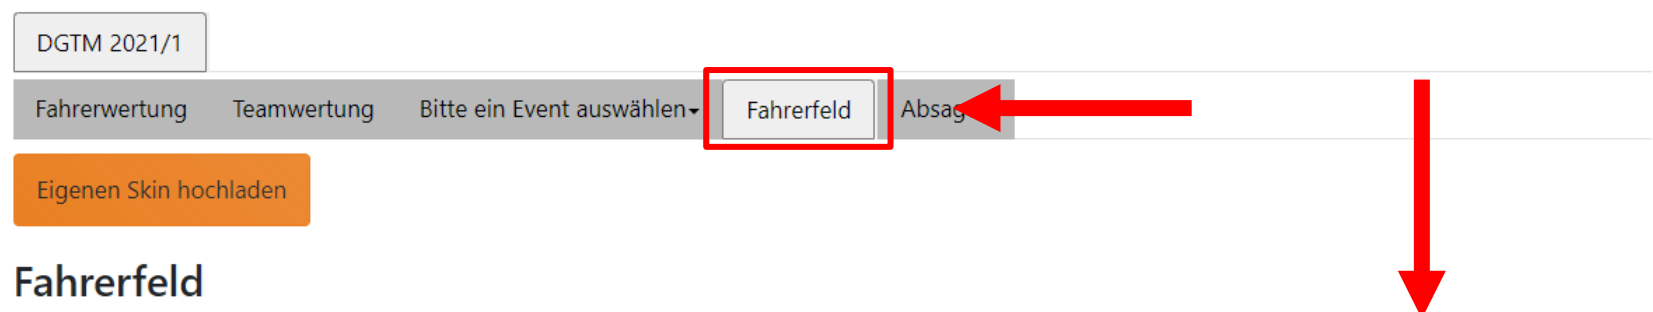 DGTM 2021/1
Fahrerwertung Teamwertung Bitte ein Event auswählen Fahrerfeld
Eigenen Skin hochladen
Fahrerfeld